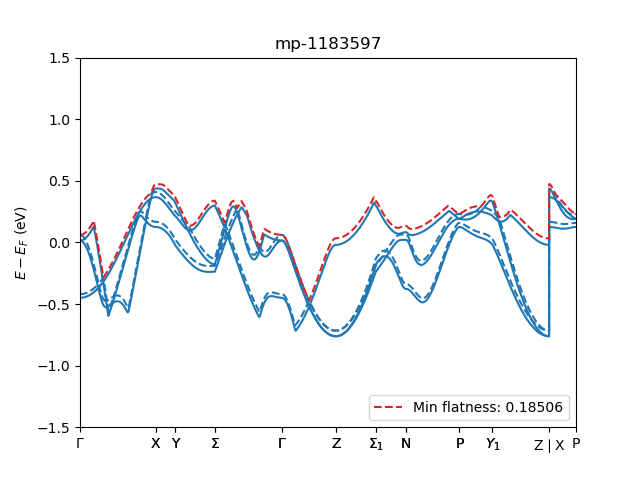 mp-1183597
1.5
1.0
0.5
0.0
−0.5
−1.0
−1.5
E − E_F (eV)
Min flatness: 0.18506
Γ X Y Σ Γ Z Σ₁ N P Y₁ Z | X P